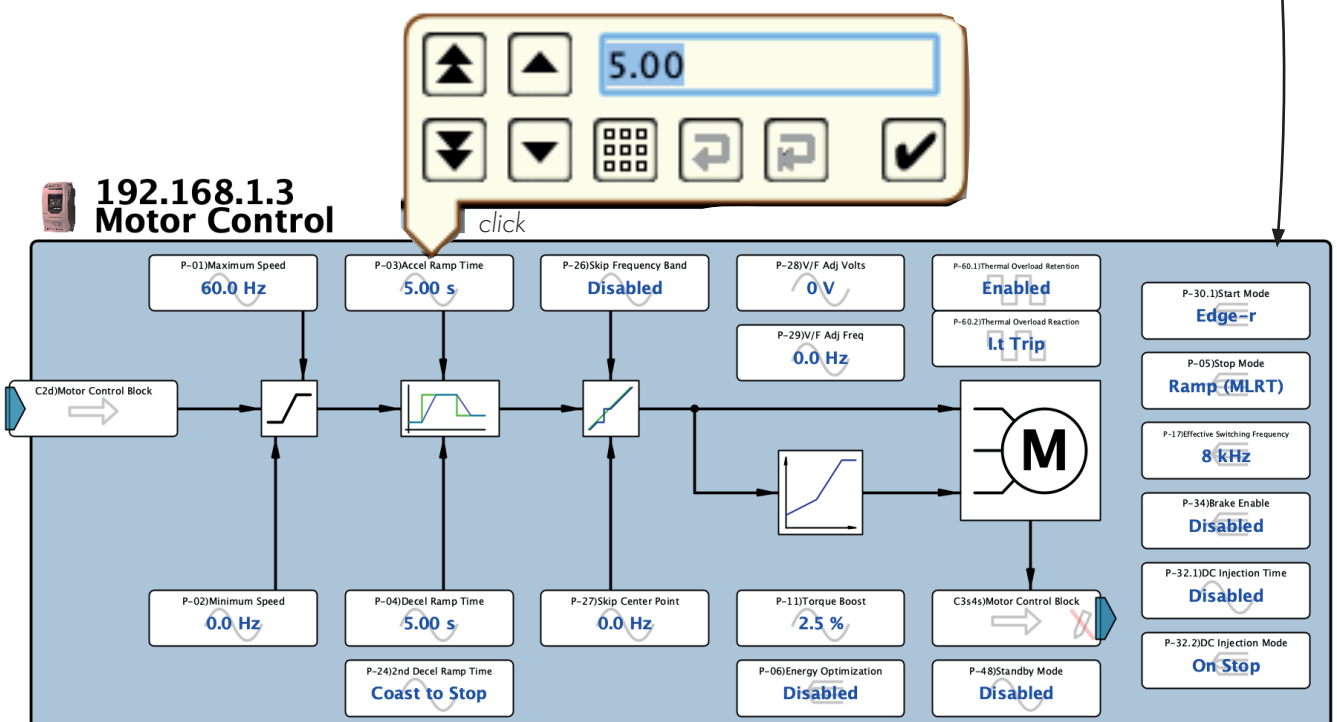 5.00
192.168.1.3
Motor Control
click
P-01)Maximum Speed
60.0 Hz
P-03)Accel Ramp Time
5.00 s
P-26)Skip Frequency Band
Disabled
P-28)V/F Adj Volts
0 V
P-29)V/F Adj Freq
0.0 Hz
P-60.1)Thermal Overload Retention
Enabled
P-60.2)Thermal Overload Reaction
I.t Trip
P-30.1)Start Mode
Edge-r
P-05)Stop Mode
Ramp (MLRT)
P-17)Effective Switching Frequency
8 kHz
P-34)Brake Enable
Disabled
P-32.1)DC Injection Time
Disabled
P-32.2)DC Injection Mode
On Stop
C2d)Motor Control Block
M
P-02)Minimum Speed
0.0 Hz
P-04)Decel Ramp Time
5.00 s
P-27)Skip Center Point
0.0 Hz
P-11)Torque Boost
2.5 %
C3s4s)Motor Control Block
P-24)2nd Decel Ramp Time
Coast to Stop
P-06)Energy Optimization
Disabled
P-48)Standby Mode
Disabled